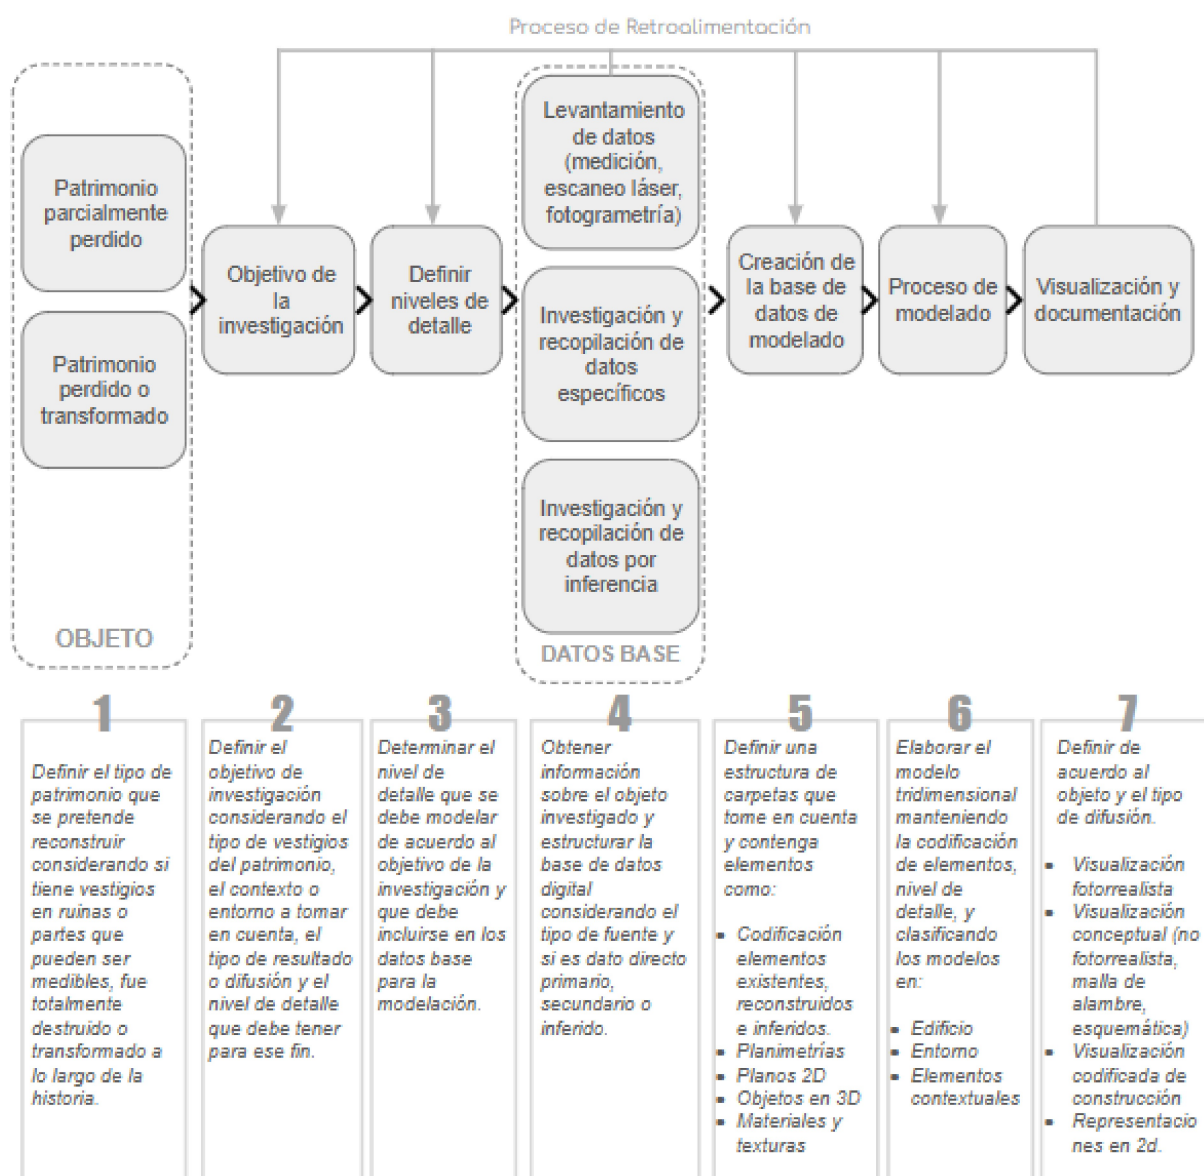 Proceso de Retroalimentación
Patrimonio
parcialmente
perdido
Patrimonio
perdido o
transformado
OBJETO
Objetivo de
la
investigación
Definir
niveles de
detalle
Levantamiento
de datos
(medición,
escaneo láser,
fotogrametría)
Investigación y
recopilación de
datos
específicos
Investigación y
recopilación de
datos por
inferencia
DATOS BASE
Creación de
la base de
datos de
modelado
Proceso de
modelado
Visualización y
documentación
1
Definir el tipo de
patrimonio que
se pretende
reconstruir
considerando si
tiene vestigios
en ruinas o
partes que
pueden ser
medibles, fue
totalmente
destruido o
transformado a
lo largo de la
historia.
2
Definir el
objetivo de
investigación
considerando el
tipo de vestigios
del patrimonio,
el contexto o
entorno a tomar
en cuenta, el
tipo de resultado
o difusión y el
nivel de detalle
que debe tener
para ese fin.
3
Determinar el
nivel de
detalle que se
debe modelar
de acuerdo al
objetivo de la
investigación y
que debe
incluirse en los
datos base
para la
modelación.
4
Obtener
información
sobre el objeto
investigado y
estructurar la
base de datos
digital
considerando el
tipo de fuente y
si es dato directo
primario,
secundario o
inferido.
5
Definir una
estructura de
carpetas que
tome en cuenta
y contenga
elementos
como:
• Codificación
elementos
existentes,
reconstruidos
e inferidos.
• Planimetrías
• Planos 2D
• Objetos en 3D
• Materiales y
texturas
6
Elaborar el
modelo
tridimensional
manteniendo
la codificación
de elementos,
nivel de
detalle, y
clasificando
los modelos
en:
• Edificio
• Entorno
• Elementos
contextuales
7
Definir de
acuerdo al
objeto y el tipo
de difusión.
• Visualización
fotorrealista
• Visualización
conceptual (no
fotorrealista,
malla de
alambre,
esquemática)
• Visualización
codificada de
construcción
• Representacio
nes en 2d.